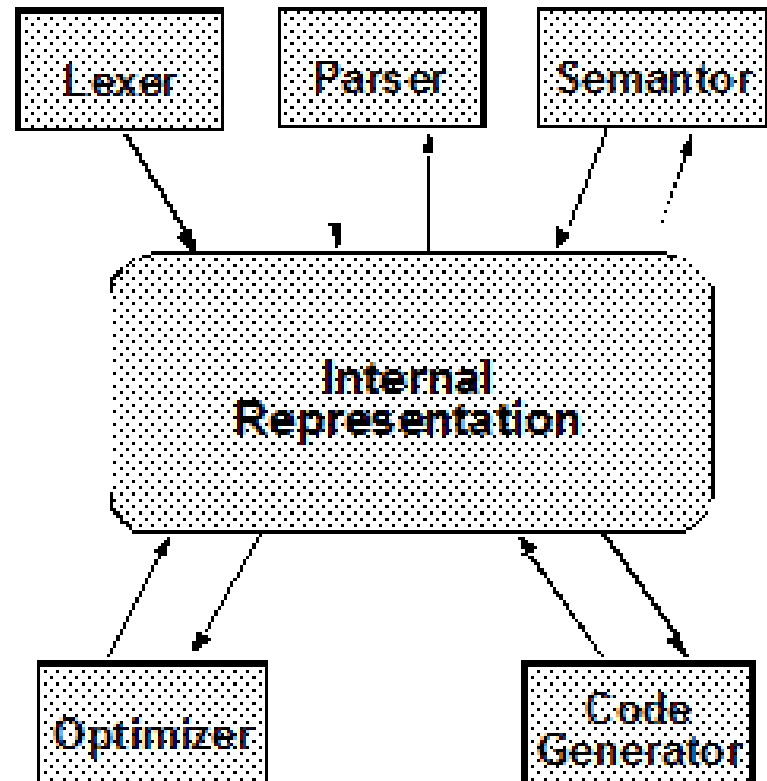 Lexer
Parser
Semantor
Internal
Representation
Optimizer
Code
Generator